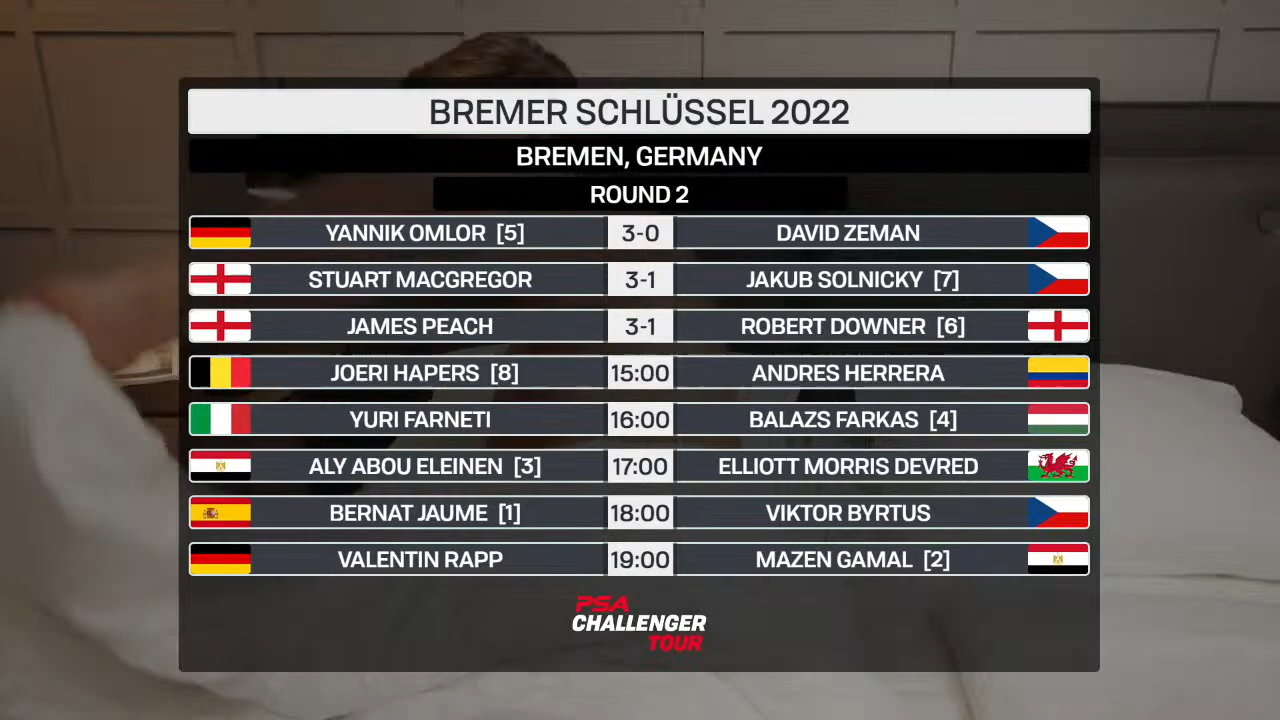 BREMER SCHLÜSSEL 2022
BREMEN, GERMANY
ROUND 2
YANNIK OMLOR [5] 3-0 DAVID ZEMAN
STUART MACGREGOR 3-1 JAKUB SOLNICKY [7]
JAMES PEACH 3-1 ROBERT DOWNER [6]
JOERI HAPERS [8] 15:00 ANDRES HERRERA
YURI FARNETI 16:00 BALAZS FARKAS [4]
ALY ABOU ELEINEN [3] 17:00 ELLIOTT MORRIS DEVRED
BERNAT JAUME [1] 18:00 VIKTOR BYRTUS
VALENTIN RAPP 19:00 MAZEN GAMAL [2]
PSA
CHALLENGER
TOUR